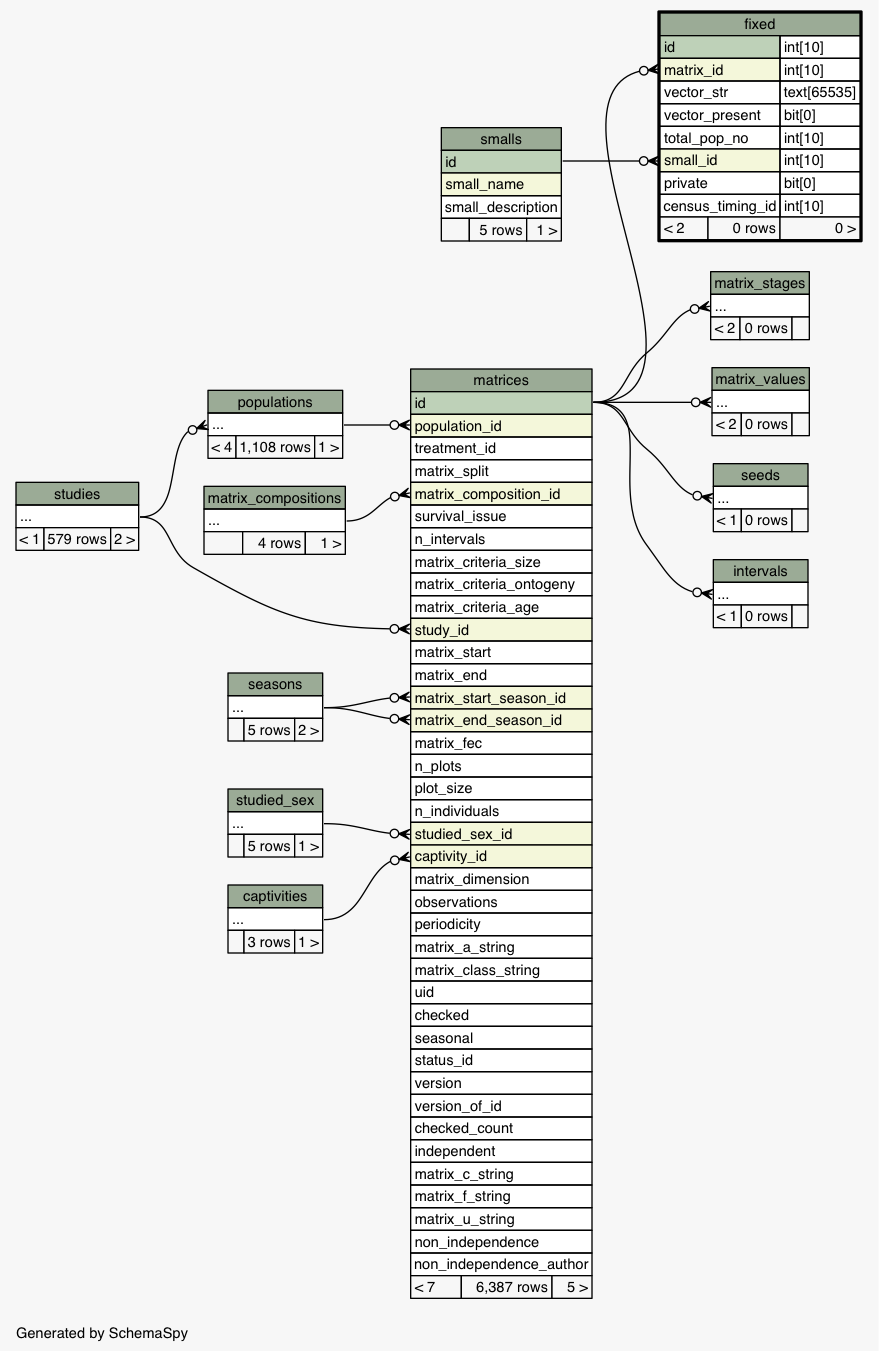 fixed
id int[10]
matrix_id int[10]
vector_str text[65535]
vector_present bit[0]
total_pop_no int[10]
small_id int[10]
private bit[0]
census_timing_id int[10]
< 2 0 rows 0 >
smalls
id
small_name
small_description
5 rows 1 >
matrix_stages
...
< 2 0 rows
matrix_values
...
< 2 0 rows
seeds
...
< 1 0 rows
intervals
...
< 1 0 rows
populations
...
< 4 1,108 rows 1 >
studies
...
< 1 579 rows 2 >
matrix_compositions
...
4 rows 1 >
seasons
...
5 rows 2 >
studied_sex
...
5 rows 1 >
captivities
...
3 rows 1 >
matrices
id
population_id
treatment_id
matrix_split
matrix_composition_id
survival_issue
n_intervals
matrix_criteria_size
matrix_criteria_ontogeny
matrix_criteria_age
study_id
matrix_start
matrix_end
matrix_start_season_id
matrix_end_season_id
matrix_fec
n_plots
plot_size
n_individuals
studied_sex_id
captivity_id
matrix_dimension
observations
periodicity
matrix_a_string
matrix_class_string
uid
checked
seasonal
status_id
version
version_of_id
checked_count
independent
matrix_c_string
matrix_f_string
matrix_u_string
non_independence
non_independence_author
< 7 6,387 rows 5 >
Generated by SchemaSpy